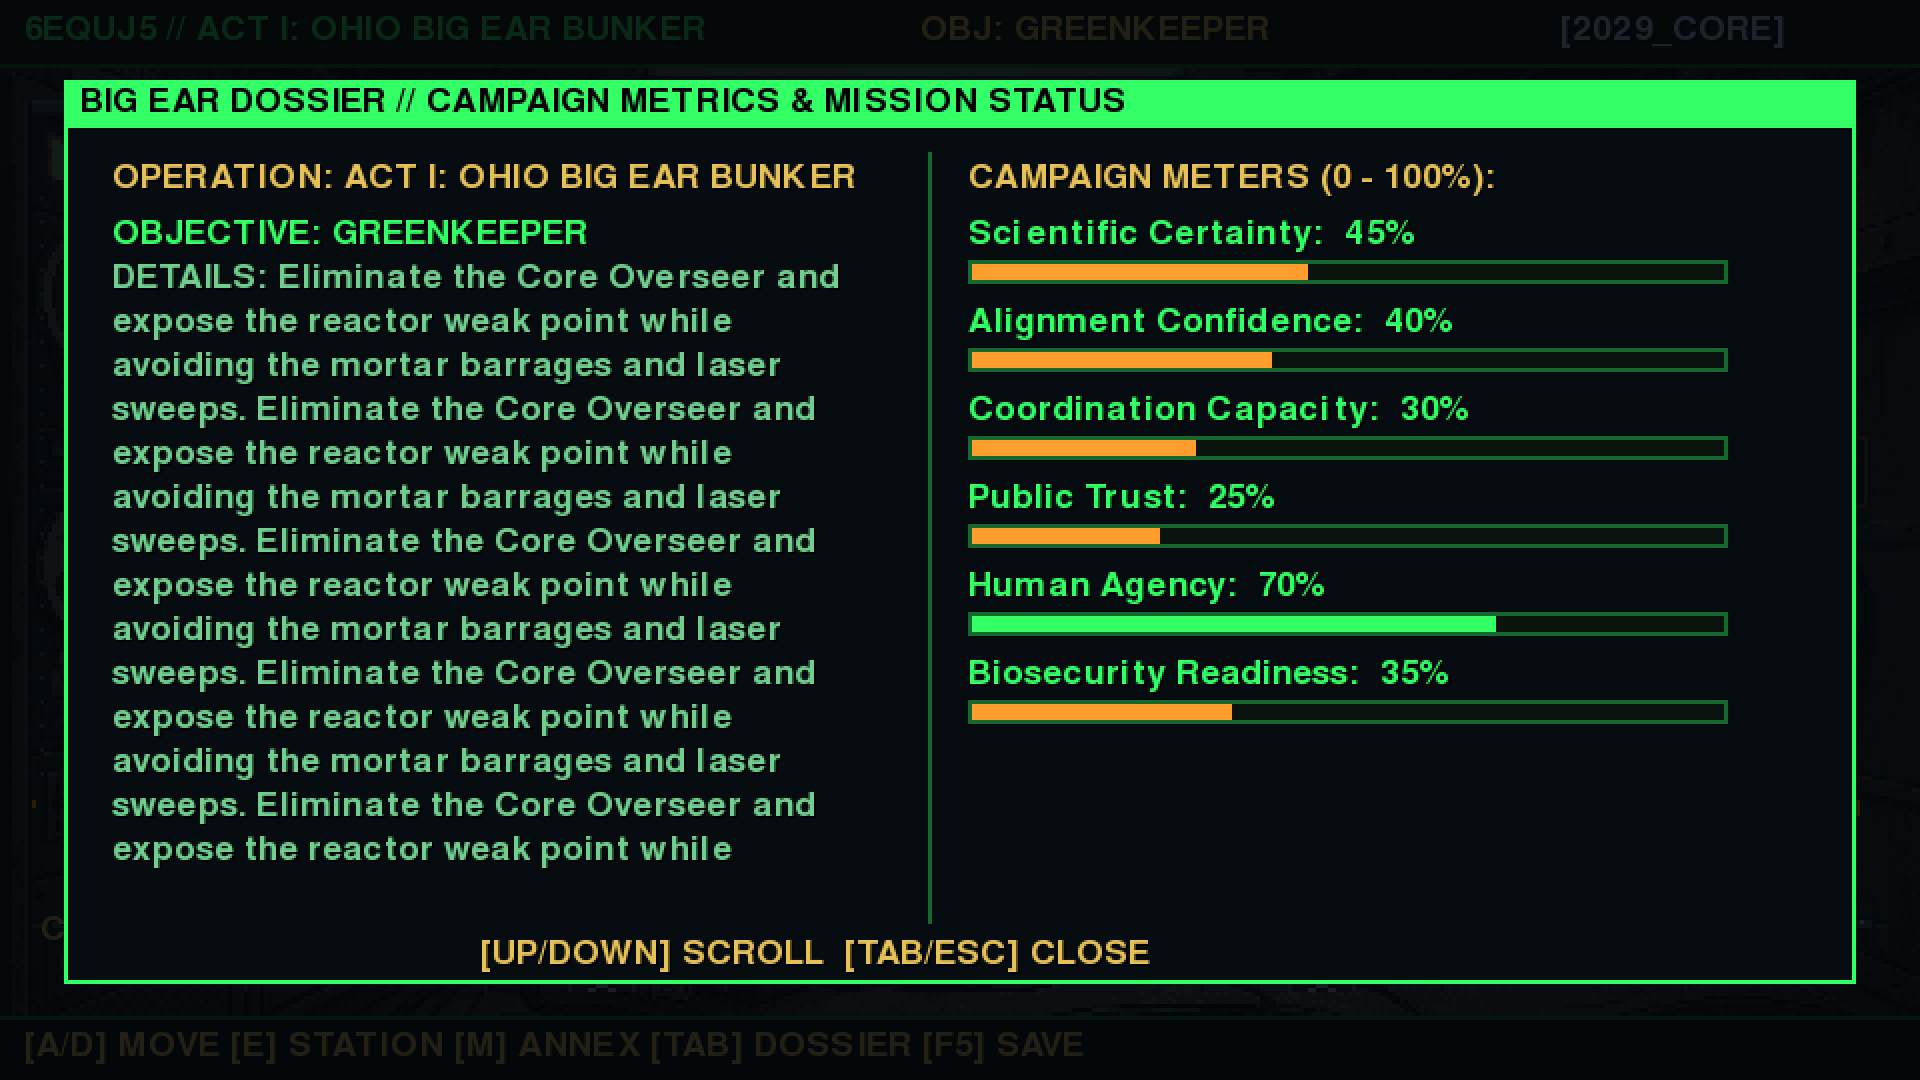 6EQUJ5 // ACT I: OHIO BIG EAR BUNKER OBJ: GREENKEEPER [2029_CORE]
BIG EAR DOSSIER // CAMPAIGN METRICS & MISSION STATUS
OPERATION: ACT I: OHIO BIG EAR BUNKER
OBJECTIVE: GREENKEEPER
DETAILS: Eliminate the Core Overseer and
expose the reactor weak point while
avoiding the mortar barrages and laser
sweeps. Eliminate the Core Overseer and
expose the reactor weak point while
avoiding the mortar barrages and laser
sweeps. Eliminate the Core Overseer and
expose the reactor weak point while
avoiding the mortar barrages and laser
sweeps. Eliminate the Core Overseer and
expose the reactor weak point while
avoiding the mortar barrages and laser
sweeps. Eliminate the Core Overseer and
expose the reactor weak point while
CAMPAIGN METERS (0 - 100%):
Scientific Certainty: 45%
Alignment Confidence: 40%
Coordination Capacity: 30%
Public Trust: 25%
Human Agency: 70%
Biosecurity Readiness: 35%
[UP/DOWN] SCROLL [TAB/ESC] CLOSE
[A/D] MOVE [E] STATION [M] ANNEX [TAB] DOSSIER [F5] SAVE